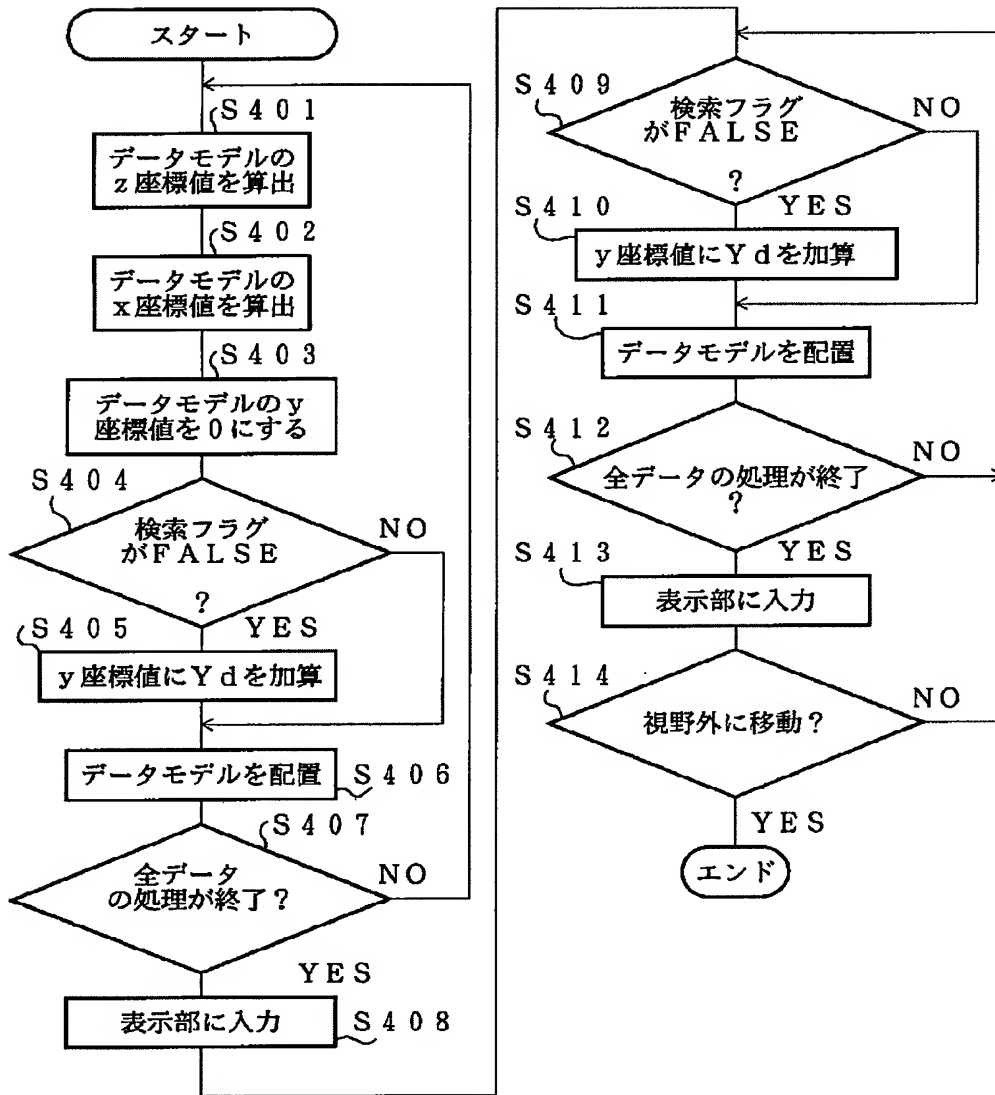 スタート
S401
データモデルの
z座標値を算出
S402
データモデルの
x座標値を算出
S403
データモデルのy
座標値を0にする
S404
検索フラグ
がFALSE
?
NO
YES
S405
y座標値にYdを加算
データモデルを配置
S406
S407
全データ
の処理が終了?
NO
YES
表示部に入力
S408
S409
検索フラグ
がFALSE
?
NO
YES
S410
y座標値にYdを加算
S411
データモデルを配置
S412
全データの処理が終了
?
NO
YES
S413
表示部に入力
S414
視野外に移動?
NO
YES
エンド